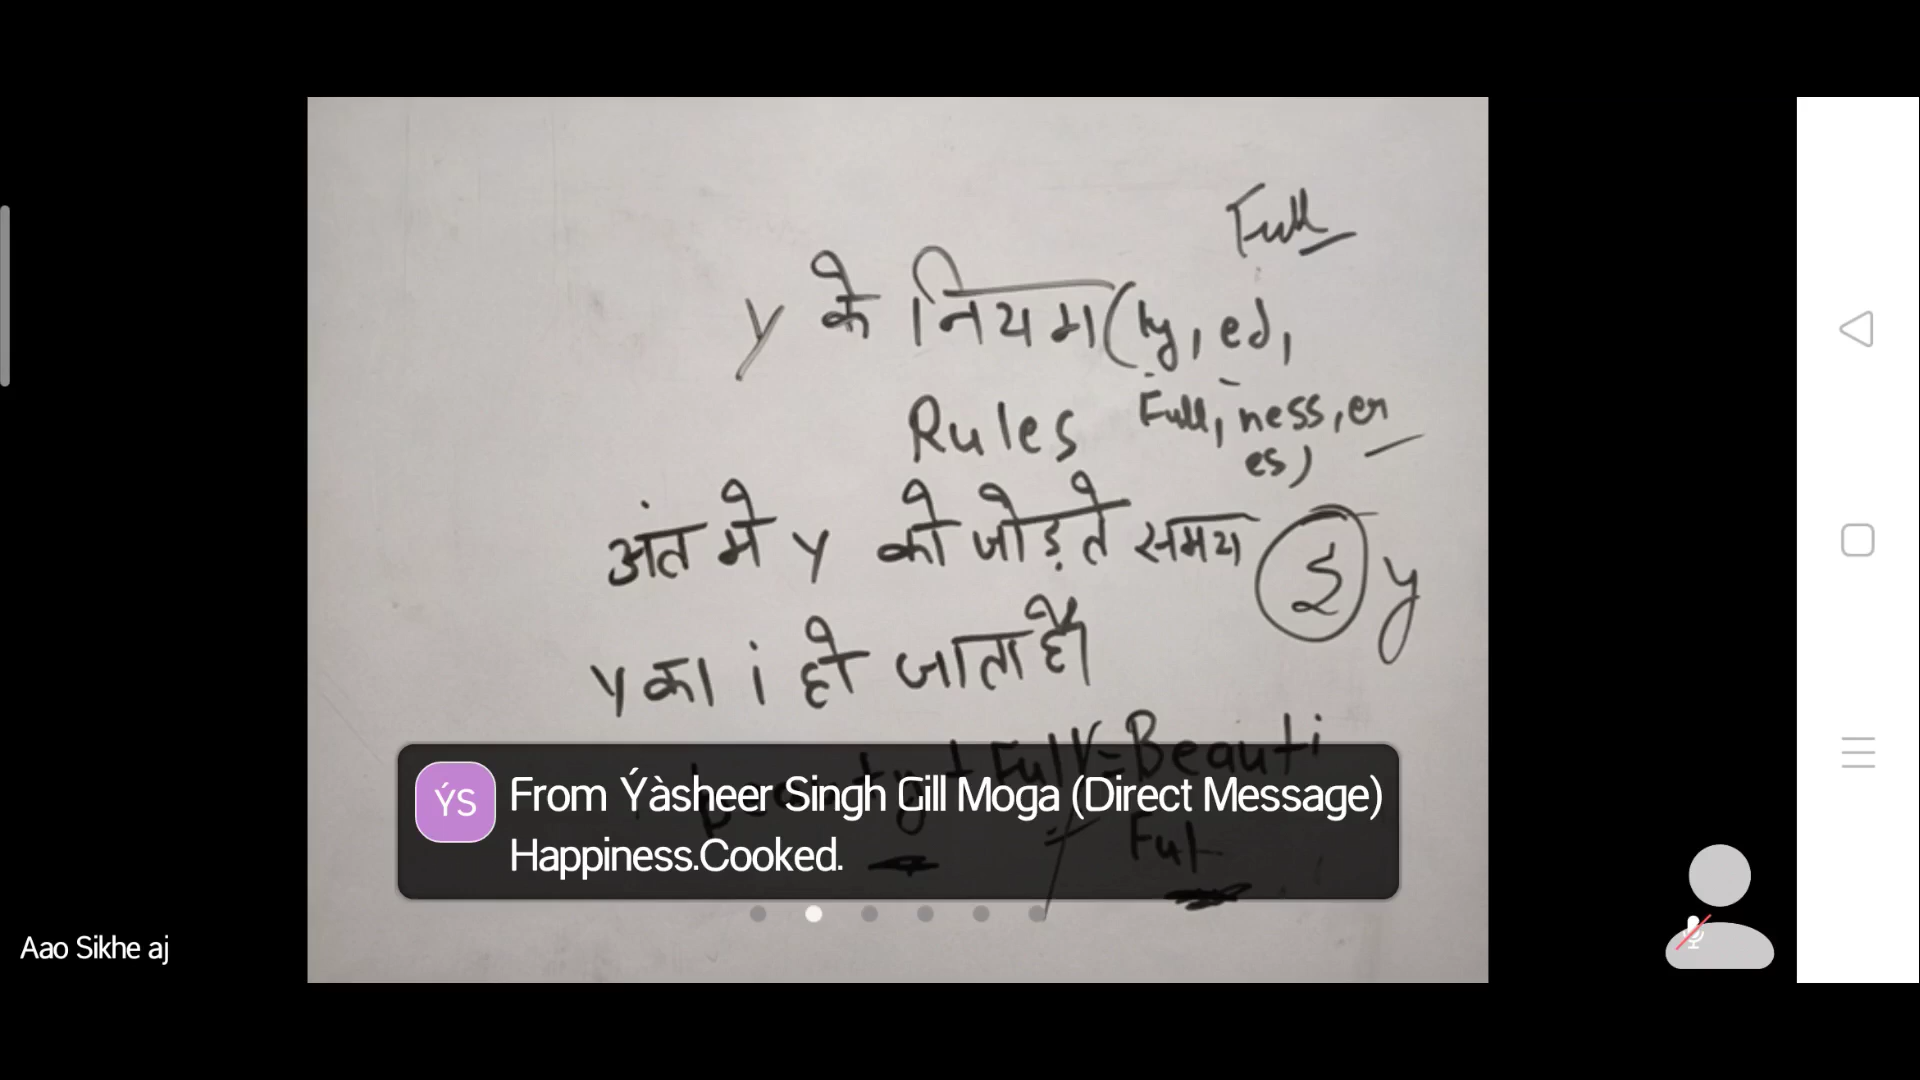 Full
y के नियम (ly, ed,
Rules Full, ness, er
es)
अंत मे y को जोड़ते समय ई y
y का i हो जाता है
+ Full = Beauti
Ful
ÝS
From Ýàsheer Singh Gill Moga (Direct Message)
Happiness.Cooked.
Aao Sikhe aj